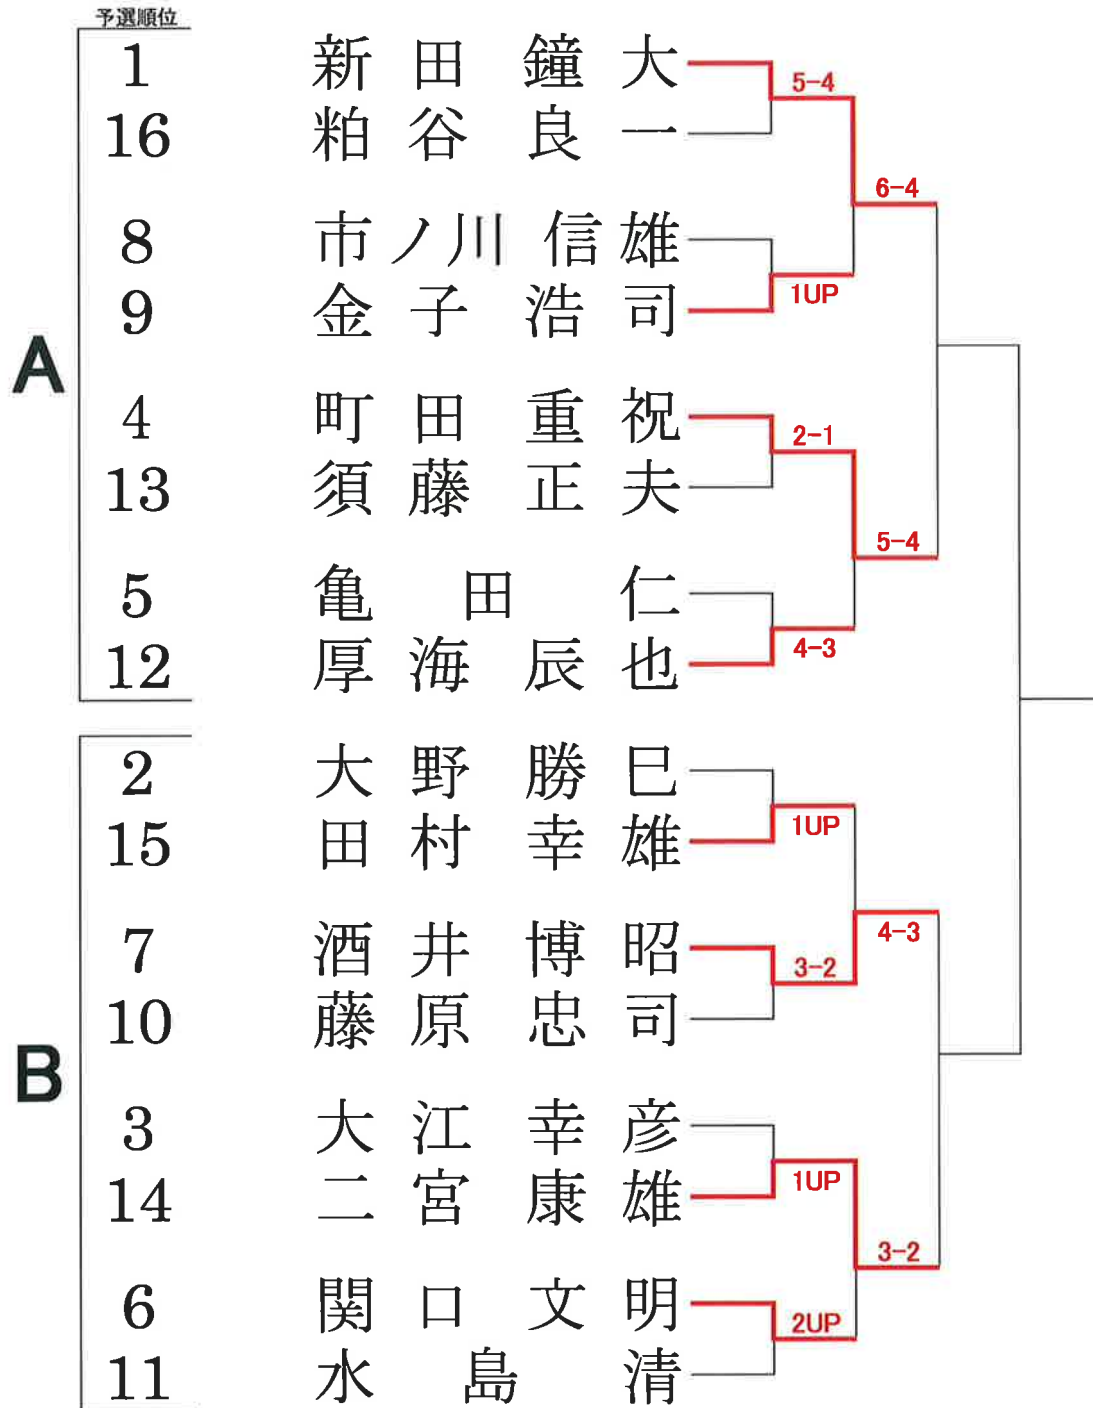 予選順位
1 新田鐘大
5-4
16 粕谷良一
6-4
8 市ノ川信雄
1UP
9 金子浩司
A
4 町田重祝
2-1
13 須藤正夫
5-4
5 亀田仁
4-3
12 厚海辰也
2 大野勝巳
1UP
15 田村幸雄
4-3
7 酒井博昭
3-2
10 藤原忠司
B
3 大江幸彦
1UP
14 二宮康雄
3-2
6 関口文明
2UP
11 水島清